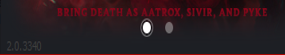 BRING DEATH AS AATROX, SIVIR, AND PYKE
2.0.3340